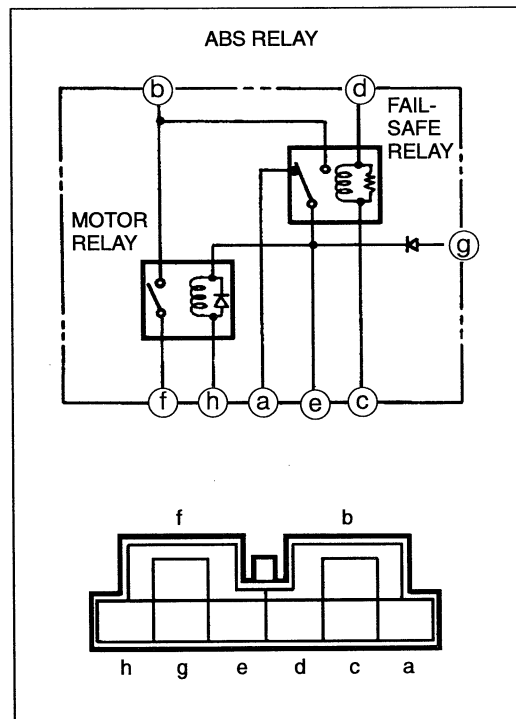 ABS RELAY
b
d
FAIL-
SAFE
RELAY
MOTOR
RELAY
g
f h a e c
f b
h g e d c a